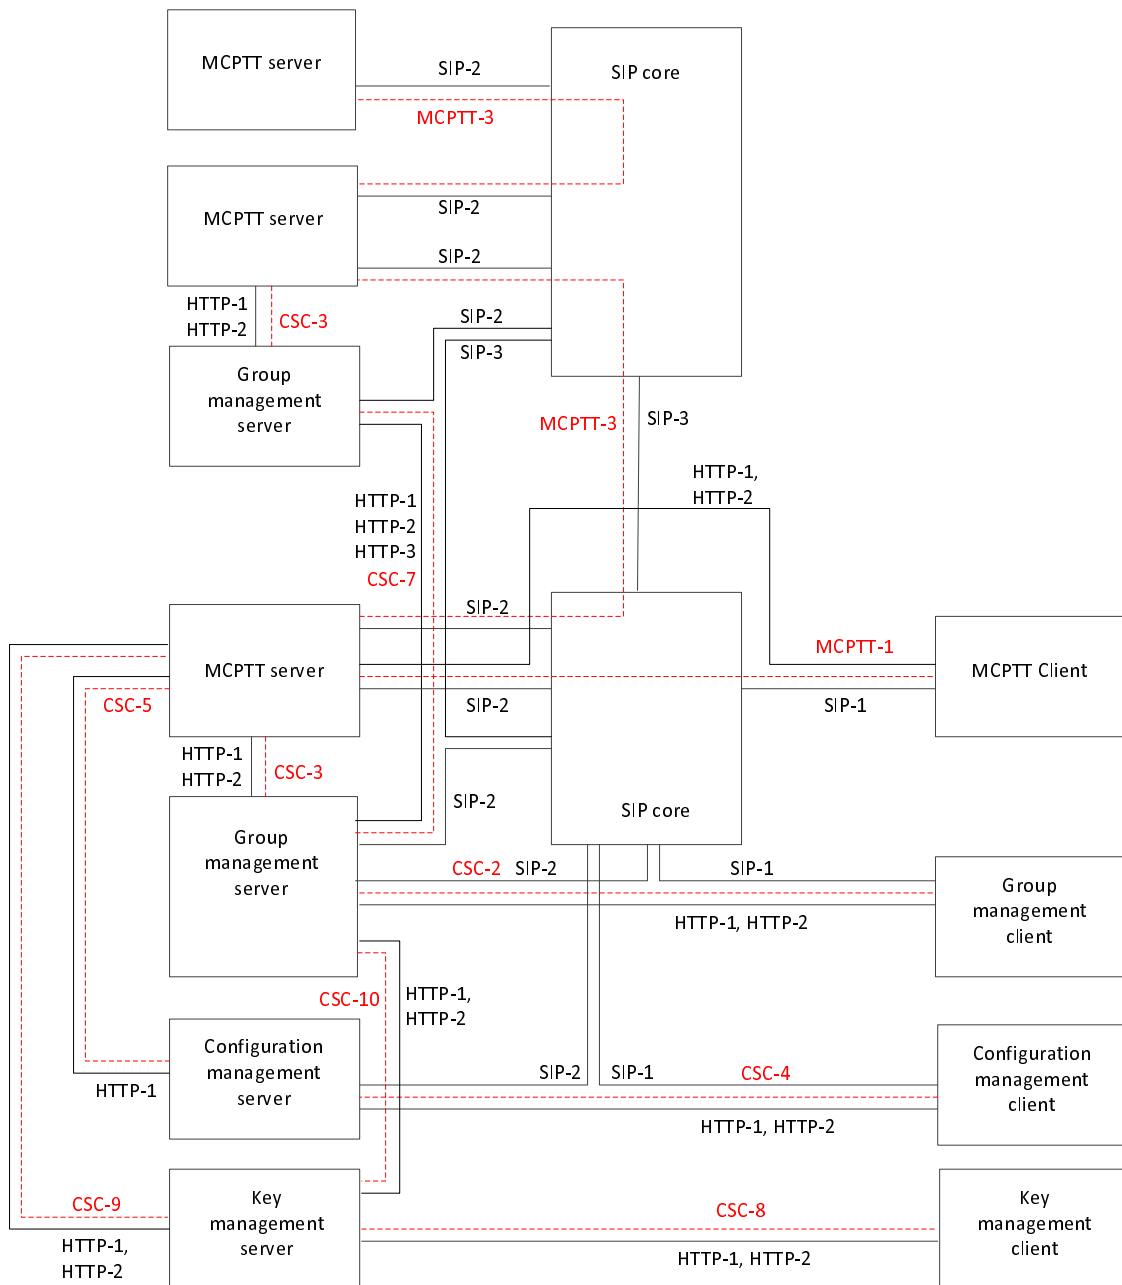 MCPTT server
SIP-2
SIP core
MCPTT-3
MCPTT server
SIP-2
SIP-2
HTTP-1
HTTP-2
CSC-3
SIP-2
SIP-3
Group
management
server
MCPTT-3
SIP-3
HTTP-1,
HTTP-2
HTTP-1
HTTP-2
HTTP-3
CSC-7
SIP-2
MCPTT server
MCPTT-1
MCPTT Client
CSC-5
SIP-2
SIP-1
HTTP-1
HTTP-2
CSC-3
SIP-2
SIP core
Group
management
server
CSC-2
SIP-2
SIP-1
Group
management
client
HTTP-1, HTTP-2
CSC-10
HTTP-1,
HTTP-2
Configuration
management
server
SIP-2
SIP-1
CSC-4
Configuration
management
client
HTTP-1
HTTP-1, HTTP-2
CSC-9
Key
management
server
CSC-8
Key
management
client
HTTP-1,
HTTP-2
HTTP-1, HTTP-2